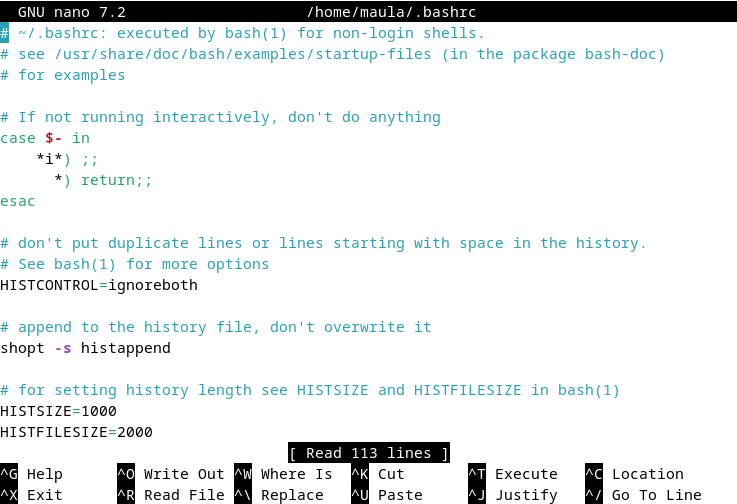 GNU nano 7.2 /home/maula/.bashrc
# ~/.bashrc: executed by bash(1) for non-login shells.
# see /usr/share/doc/bash/examples/startup-files (in the package bash-doc)
# for examples

# If not running interactively, don't do anything
case $- in
    *i*) ;;
      *) return;;
esac

# don't put duplicate lines or lines starting with space in the history.
# See bash(1) for more options
HISTCONTROL=ignoreboth

# append to the history file, don't overwrite it
shopt -s histappend

# for setting history length see HISTSIZE and HISTFILESIZE in bash(1)
HISTSIZE=1000
HISTFILESIZE=2000
[ Read 113 lines ]
^G Help ^O Write Out ^W Where Is ^K Cut ^T Execute ^C Location
^X Exit ^R Read File ^\ Replace ^U Paste ^J Justify ^/ Go To Line